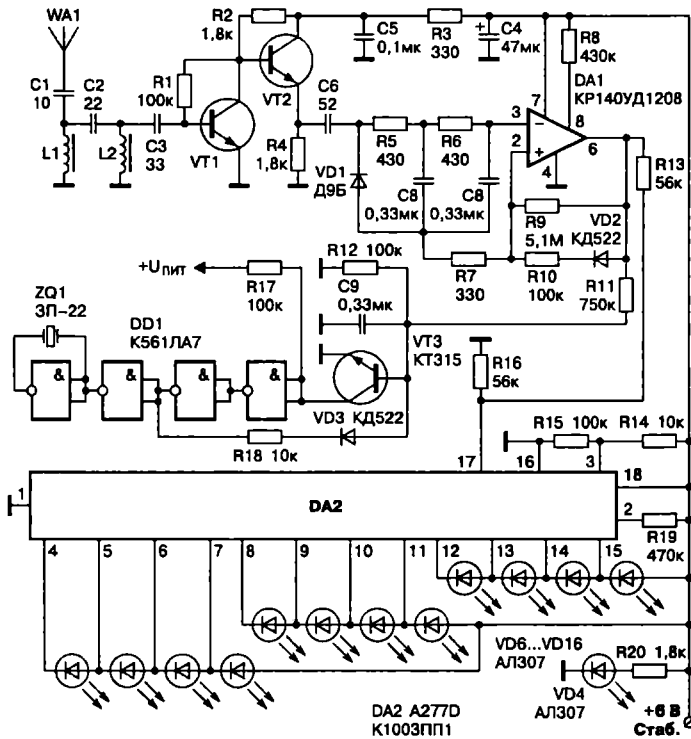 WA1
R2
1,8к
C5
0,1мк
R3
330
C4
47мк
+
R8
430к
DA1
КР140УД1208
C1
10
C2
22
R1
100к
VT2
C6
52
7
8
3
2
6
4
−
+
L1
L2
C3
33
VT1
R4
1,8к
VD1
Д9Б
R5
430
R6
430
R13
56к
C8
0,33мк
C8
0,33мк
R9
5,1М
VD2
КД522
R7
330
R10
100к
R11
750к
+Uпит
R12 100к
R17
100к
C9
0,33мк
ZQ1
ЗП-22
DD1
К561ЛА7
VT3
КТ315
R16
56к
& & & &
VD3 КД522
R18 10к
R15 100к
R14 10к
17
16
3
18
1
DA2
2
R19
470к
4 5 6 7 8 9 10 11 12 13 14 15
VD6...VD16
АЛ307
R20 1,8к
VD4
АЛ307
DA2 A277D
К1003ПП1
+6 В
Стаб.